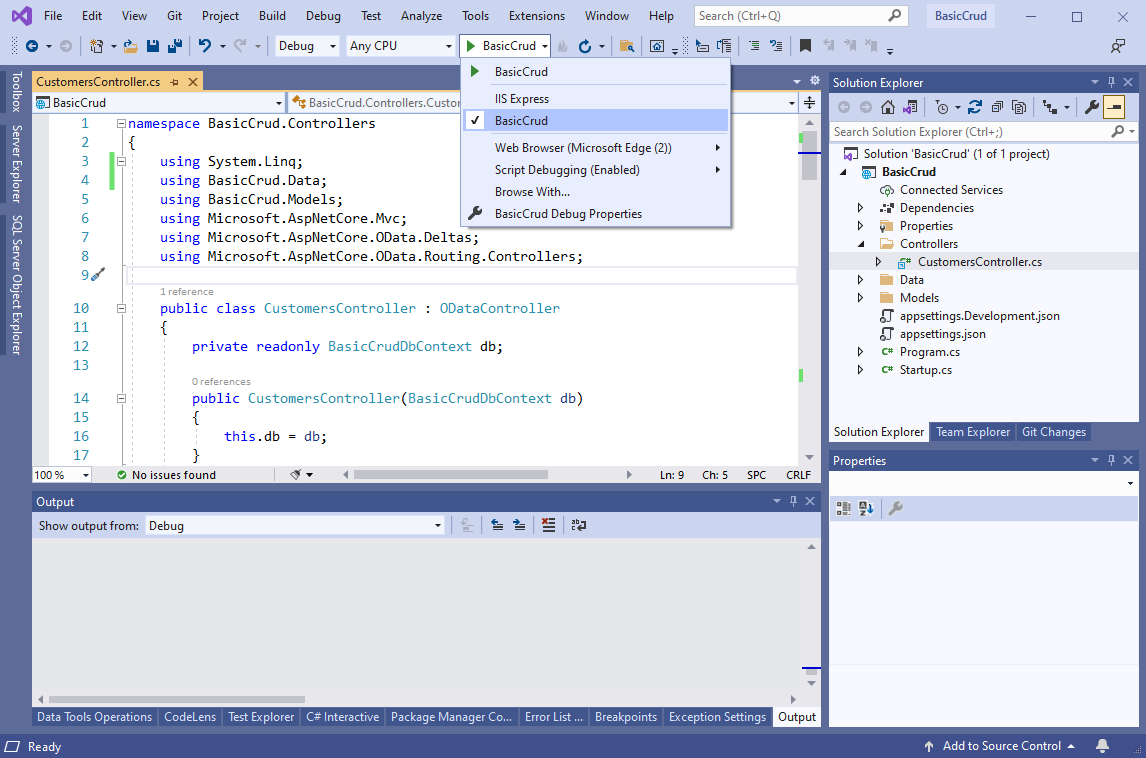 File Edit View Git Project Build Debug Test Analyze Tools Extensions Window Help Search (Ctrl+Q) BasicCrud
Debug Any CPU BasicCrud
Toolbox
Server Explorer
SQL Server Object Explorer
CustomersController.cs
BasicCrud BasicCrud.Controllers.Custor
BasicCrud
IIS Express
BasicCrud
Web Browser (Microsoft Edge (2))
Script Debugging (Enabled)
Browse With...
BasicCrud Debug Properties
1 namespace BasicCrud.Controllers
2 {
3 using System.Linq;
4 using BasicCrud.Data;
5 using BasicCrud.Models;
6 using Microsoft.AspNetCore.Mvc;
7 using Microsoft.AspNetCore.OData.Deltas;
8 using Microsoft.AspNetCore.OData.Routing.Controllers;
9
1 reference
10 public class CustomersController : ODataController
11 {
12 private readonly BasicCrudDbContext db;
13
0 references
14 public CustomersController(BasicCrudDbContext db)
15 {
16 this.db = db;
17 }
100 % No issues found Ln: 9 Ch: 5 SPC CRLF
Output
Show output from: Debug
Data Tools Operations CodeLens Test Explorer C# Interactive Package Manager Co... Error List ... Breakpoints Exception Settings Output
Solution Explorer
Search Solution Explorer (Ctrl+;)
Solution 'BasicCrud' (1 of 1 project)
BasicCrud
Connected Services
Dependencies
Properties
Controllers
C# CustomersController.cs
Data
Models
appsettings.Development.json
appsettings.json
C# Program.cs
C# Startup.cs
Solution Explorer Team Explorer Git Changes
Properties
Ready Add to Source Control